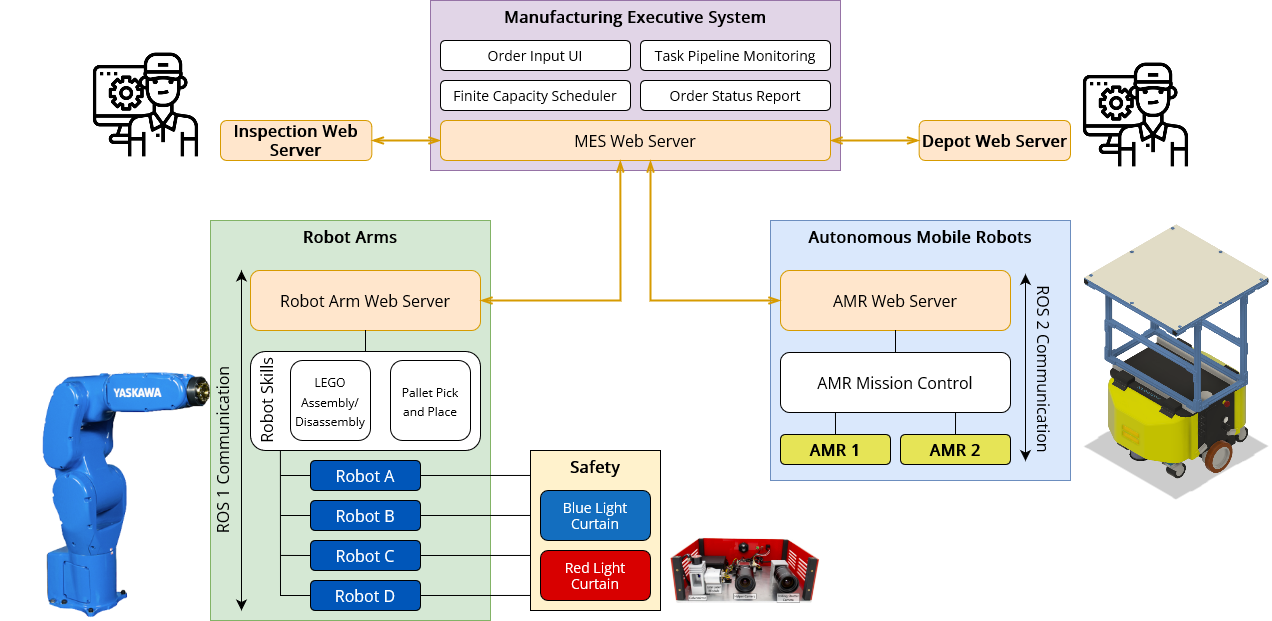 Manufacturing Executive System
Order Input UI
Task Pipeline Monitoring
Finite Capacity Scheduler
Order Status Report
Inspection Web
Server
MES Web Server
Depot Web Server
Robot Arms
Autonomous Mobile Robots
Robot Arm Web Server
AMR Web Server
ROS 1 Communication
ROS 2 Communication
Robot Skills
LEGO
Assembly/
Disassembly
Pallet Pick
and Place
AMR Mission Control
YASKAWA
AMR 1
AMR 2
Robot A
Robot B
Robot C
Robot D
Safety
Blue Light
Curtain
Red Light
Curtain